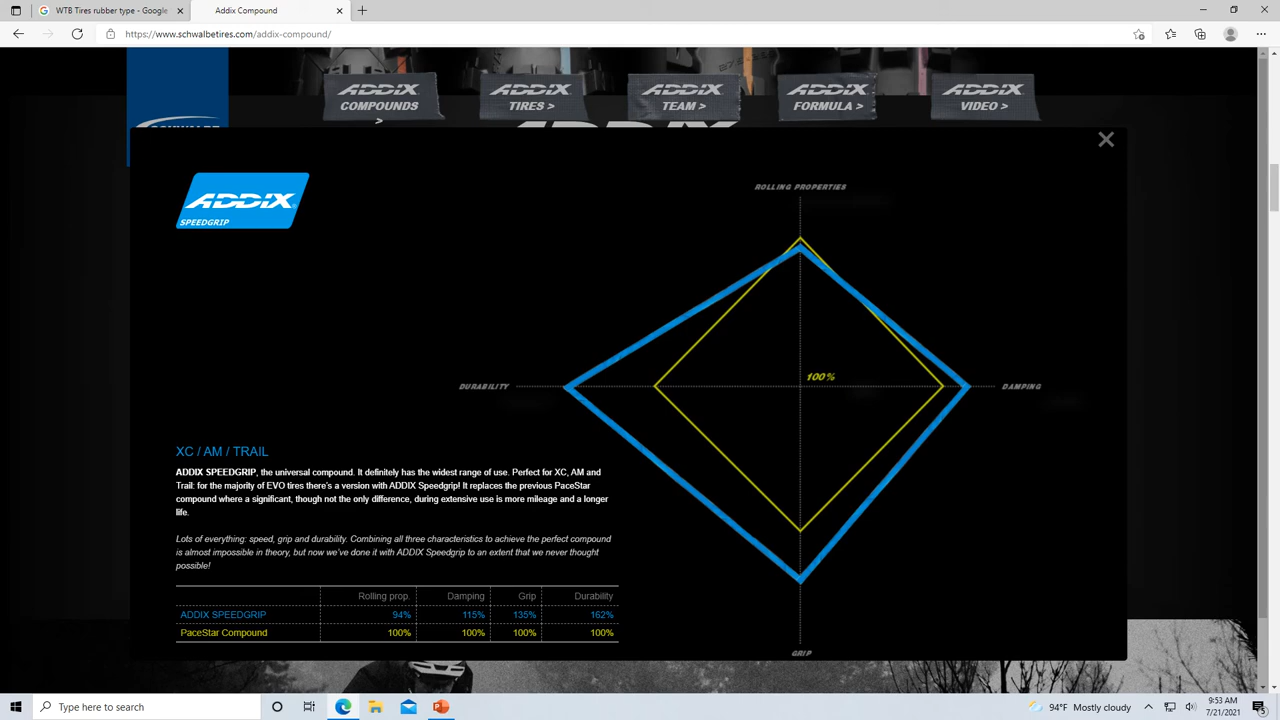 WTB Tires rubber type - Google
Addix Compound
https://www.schwalbetires.com/addix-compound/
ADDIX
COMPOUNDS
>
ADDIX
TIRES >
ADDIX
TEAM >
ADDIX
FORMULA >
ADDIX
VIDEO >
ADDIX
SPEEDGRIP
ROLLING PROPERTIES
100%
DURABILITY
DAMPING
GRIP
XC / AM / TRAIL
ADDIX SPEEDGRIP, the universal compound. It definitely has the widest range of use. Perfect for XC, AM and
Trail: for the majority of EVO tires there's a version with ADDIX Speedgrip! It replaces the previous PaceStar
compound where a significant, though not the only difference, during extensive use is more mileage and a longer
life.
Lots of everything: speed, grip and durability. Combining all three characteristics to achieve the perfect compound
is almost impossible in theory, but now we've done it with ADDIX Speedgrip to an extent that we never thought
possible!
Rolling prop. Damping Grip Durability
ADDIX SPEEDGRIP 94% 115% 135% 162%
PaceStar Compound 100% 100% 100% 100%
Type here to search
94°F Mostly cloudy
9:53 AM
7/21/2021
5